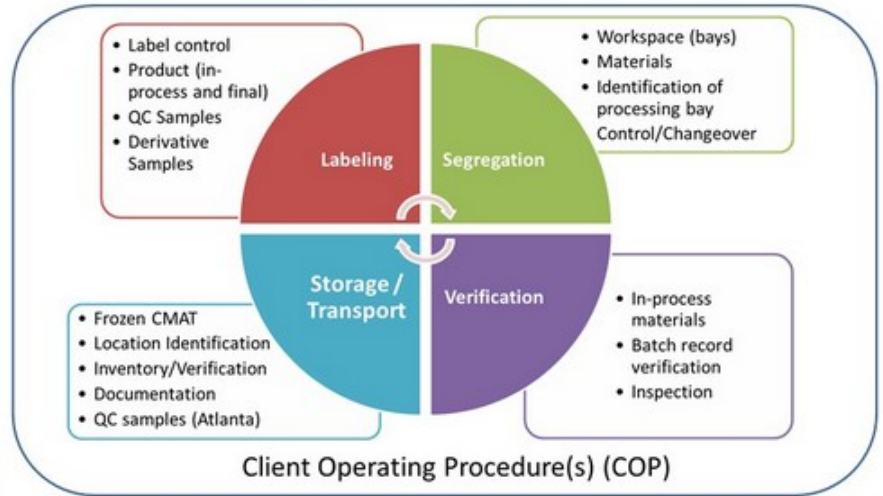 • Label control
• Product (in-
process and final)
• QC Samples
• Derivative
Samples
Labeling
• Workspace (bays)
• Materials
• Identification of
processing bay
Control/Changeover
Segregation
Storage /
Transport
• Frozen CMAT
• Location Identification
• Inventory/Verification
• Documentation
• QC samples (Atlanta)
Verification
• In-process
materials
• Batch record
verification
• Inspection
Client Operating Procedure(s) (COP)